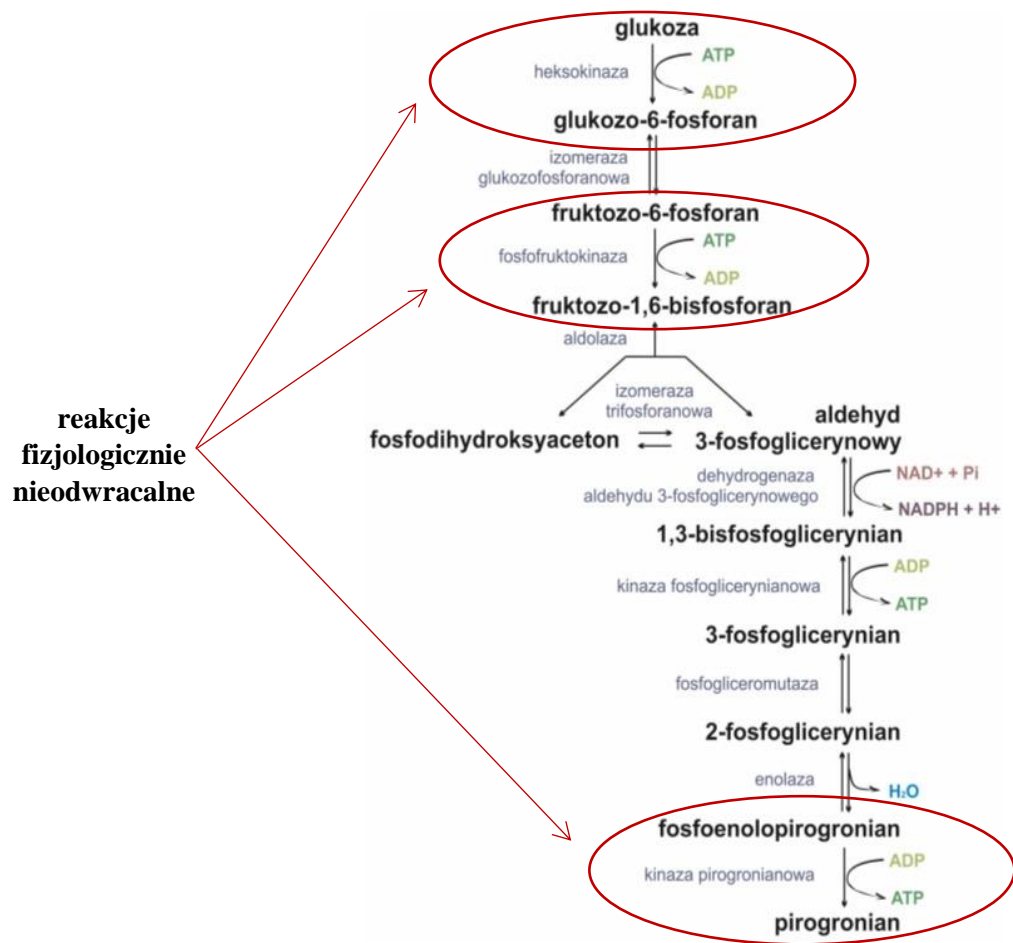 glukoza
heksokinaza
ATP
ADP
glukozo-6-fosforan
izomeraza
glukozofosforanowa
fruktozo-6-fosforan
fosfofruktokinaza
ATP
ADP
fruktozo-1,6-bisfosforan
aldolaza
izomeraza
trifosforanowa
fosfodihydroksyaceton
aldehyd
3-fosfoglicerynowy
reakcje
fizjologicznie
nieodwracalne
dehydrogenaza
aldehydu 3-fosfoglicerynowego
NAD+ + Pi
NADPH + H+
1,3-bisfosfoglicerynian
kinaza fosfoglicerynianowa
ADP
ATP
3-fosfoglicerynian
fosfogliceromutaza
2-fosfoglicerynian
enolaza
H₂O
fosfoenolopirogronian
kinaza pirogronianowa
ADP
ATP
pirogronian